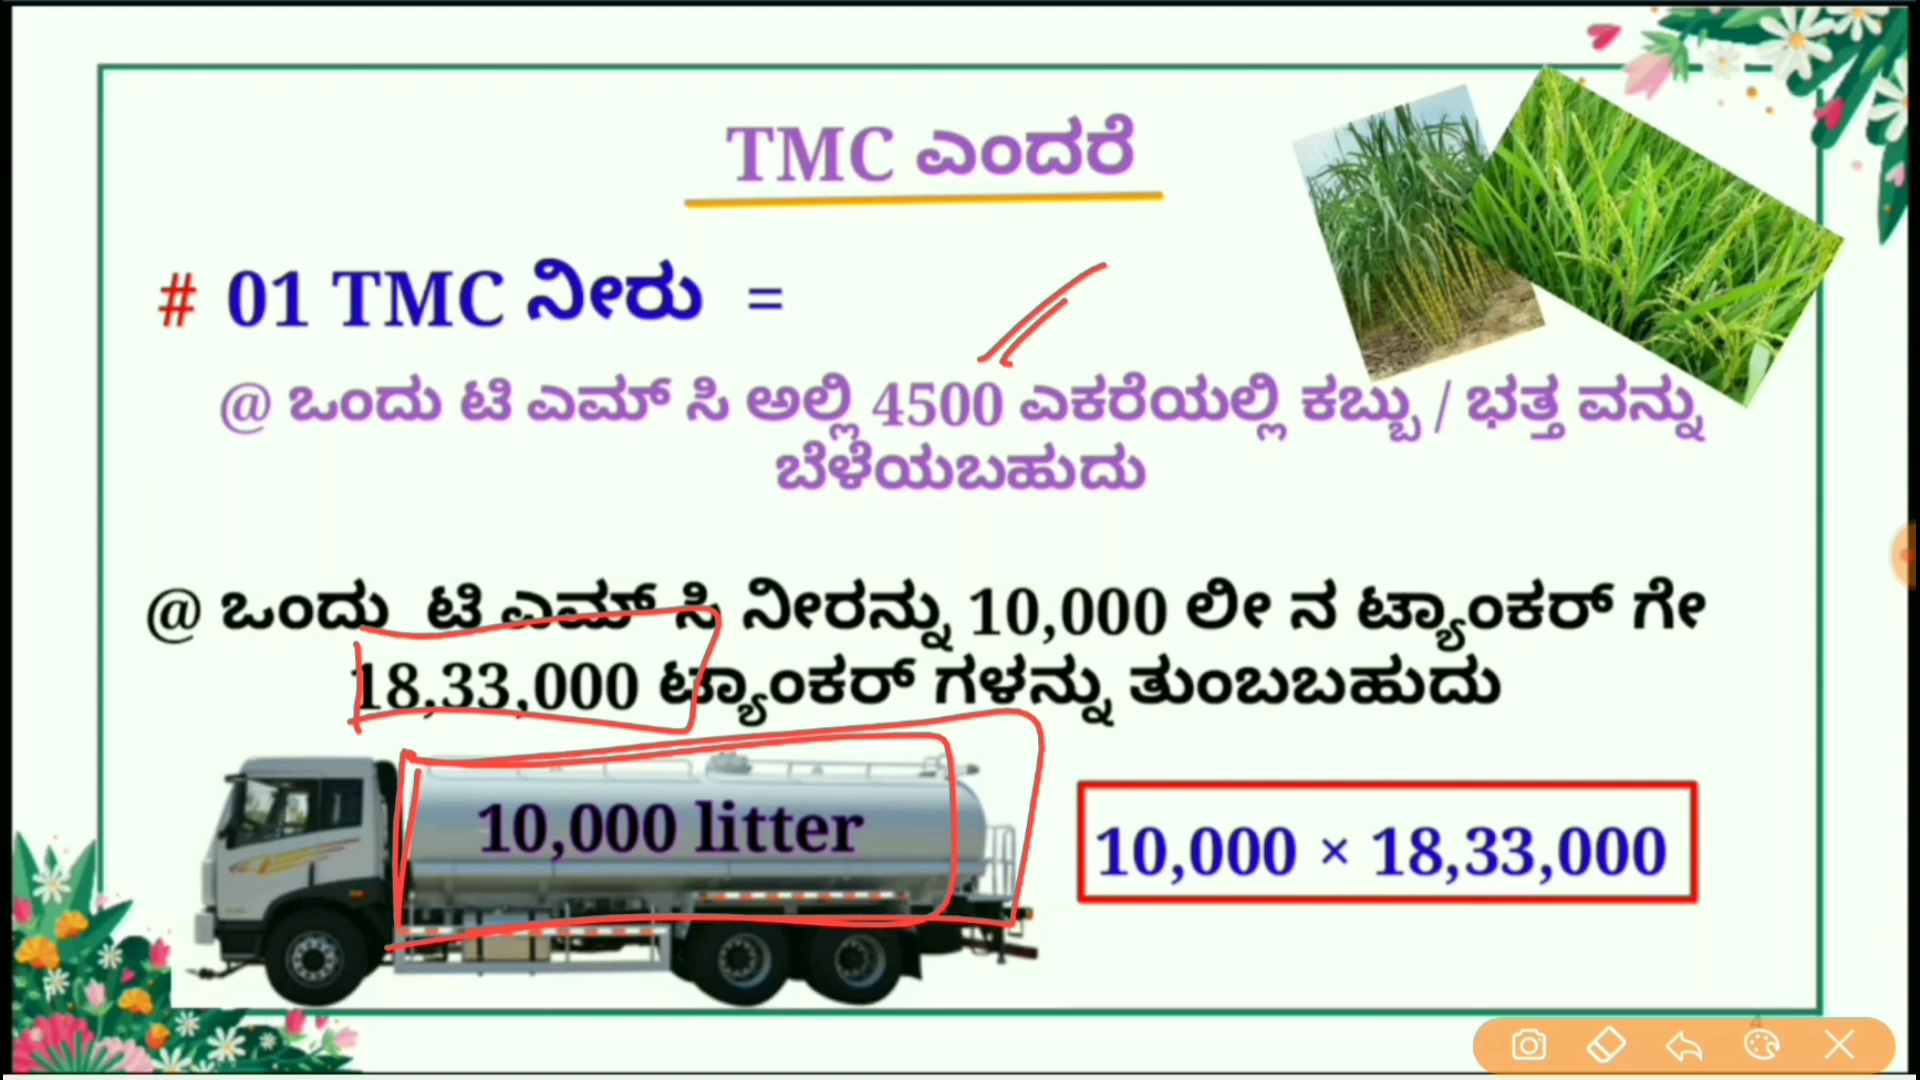 TMC ಎಂದರೆ
# 01 TMC ನೀರು =
@ ಒಂದು ಟಿ ಎಮ್ ಸಿ ಅಲ್ಲಿ 4500 ಎಕರೆಯಲ್ಲಿ ಕಬ್ಬು / ಭತ್ತ ವನ್ನು
ಬೆಳೆಯಬಹುದು
@ ಒಂದು ಟಿ ಎಮ್ ಸಿ ನೀರನ್ನು 10,000 ಲೀ ನ ಟ್ಯಾಂಕರ್ ಗೇ
18,33,000 ಟ್ಯಾಂಕರ್ ಗಳನ್ನು ತುಂಬಬಹುದು
10,000 litter
10,000 × 18,33,000
4